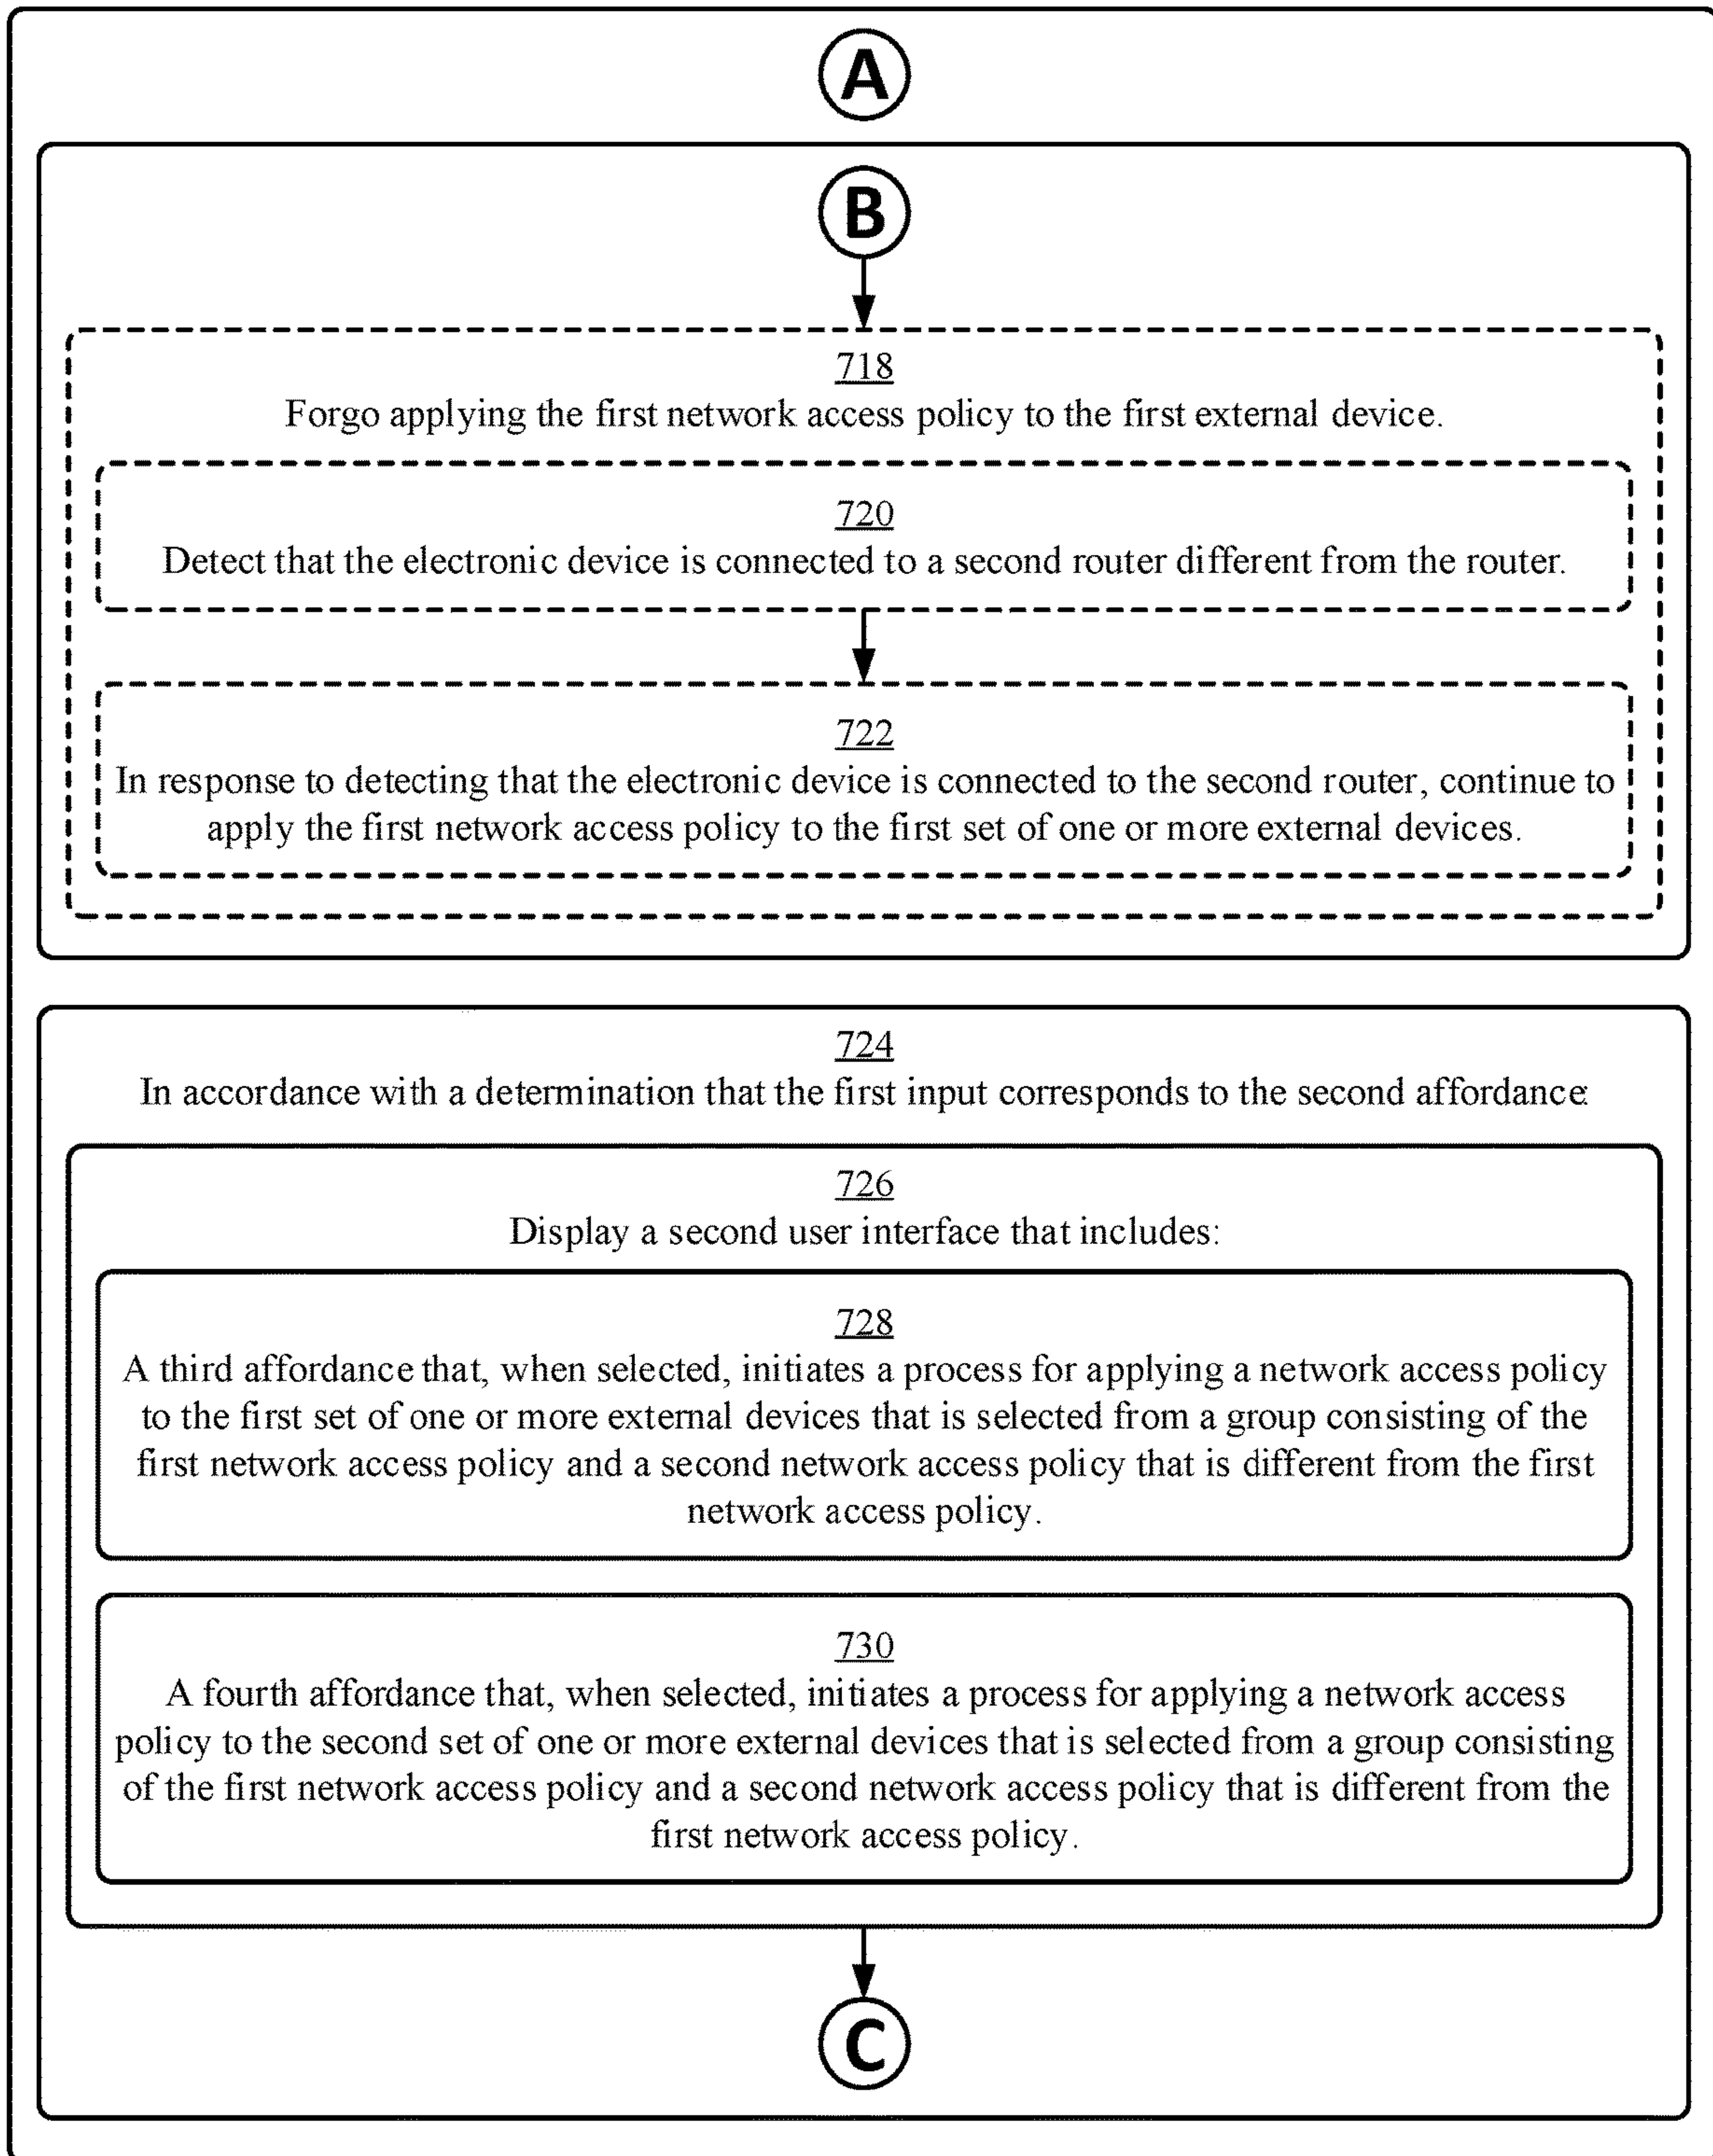 A
B
718
Forgo applying the first network access policy to the first external device.
720
Detect that the electronic device is connected to a second router different from the router.
722
In response to detecting that the electronic device is connected to the second router, continue to
apply the first network access policy to the first set of one or more external devices.
724
In accordance with a determination that the first input corresponds to the second affordance:
726
Display a second user interface that includes:
728
A third affordance that, when selected, initiates a process for applying a network access policy
to the first set of one or more external devices that is selected from a group consisting of the
first network access policy and a second network access policy that is different from the first
network access policy.
730
A fourth affordance that, when selected, initiates a process for applying a network access
policy to the second set of one or more external devices that is selected from a group consisting
of the first network access policy and a second network access policy that is different from the
first network access policy.
C